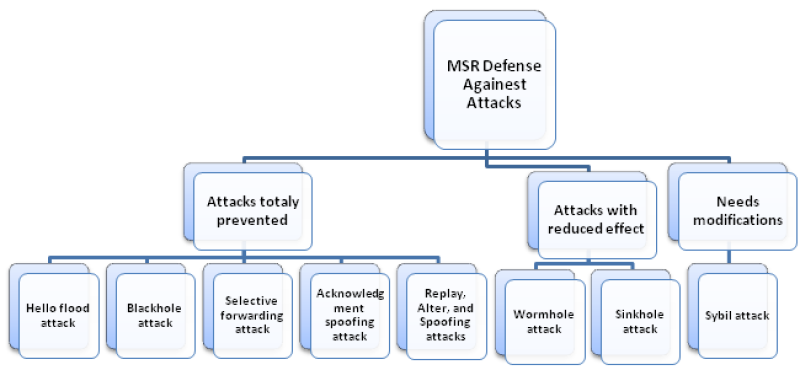 MSR Defense
Againest
Attacks
Attacks totaly
prevented
Attacks with
reduced effect
Needs
modifications
Hello flood
attack
Blackhole
attack
Selective
forwarding
attack
Acknowledg
ment
spoofing
attack
Replay,
Alter, and
Spoofing
attacks
Wormhole
attack
Sinkhole
attack
Sybil attack